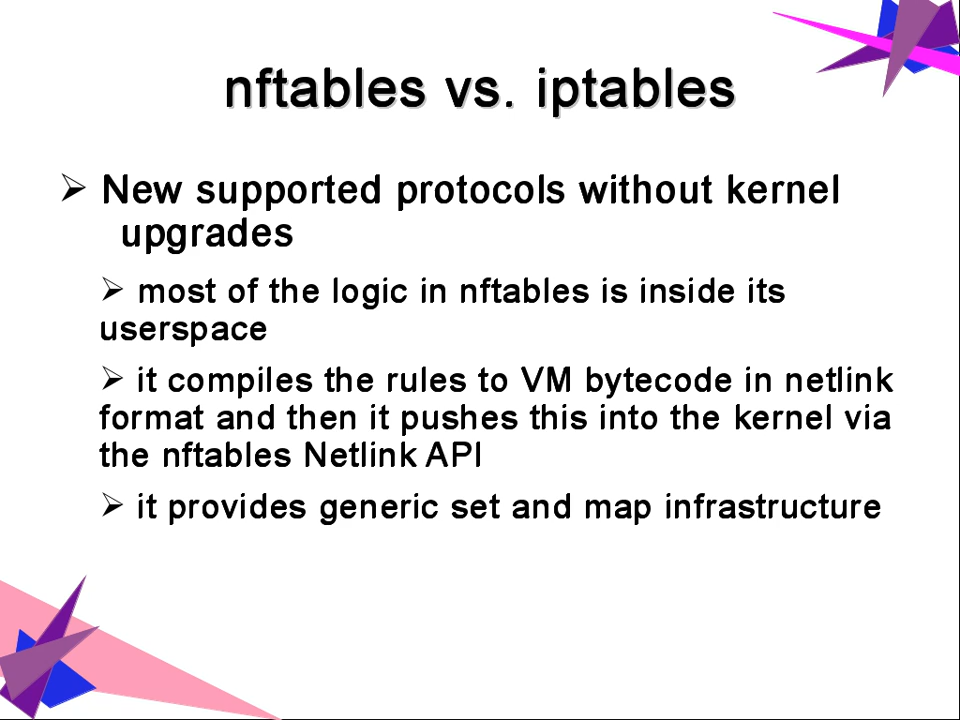 nftables vs. iptables
➢ New supported protocols without kernel
upgrades
➢ most of the logic in nftables is inside its
userspace
➢ it compiles the rules to VM bytecode in netlink
format and then it pushes this into the kernel via
the nftables Netlink API
➢ it provides generic set and map infrastructure